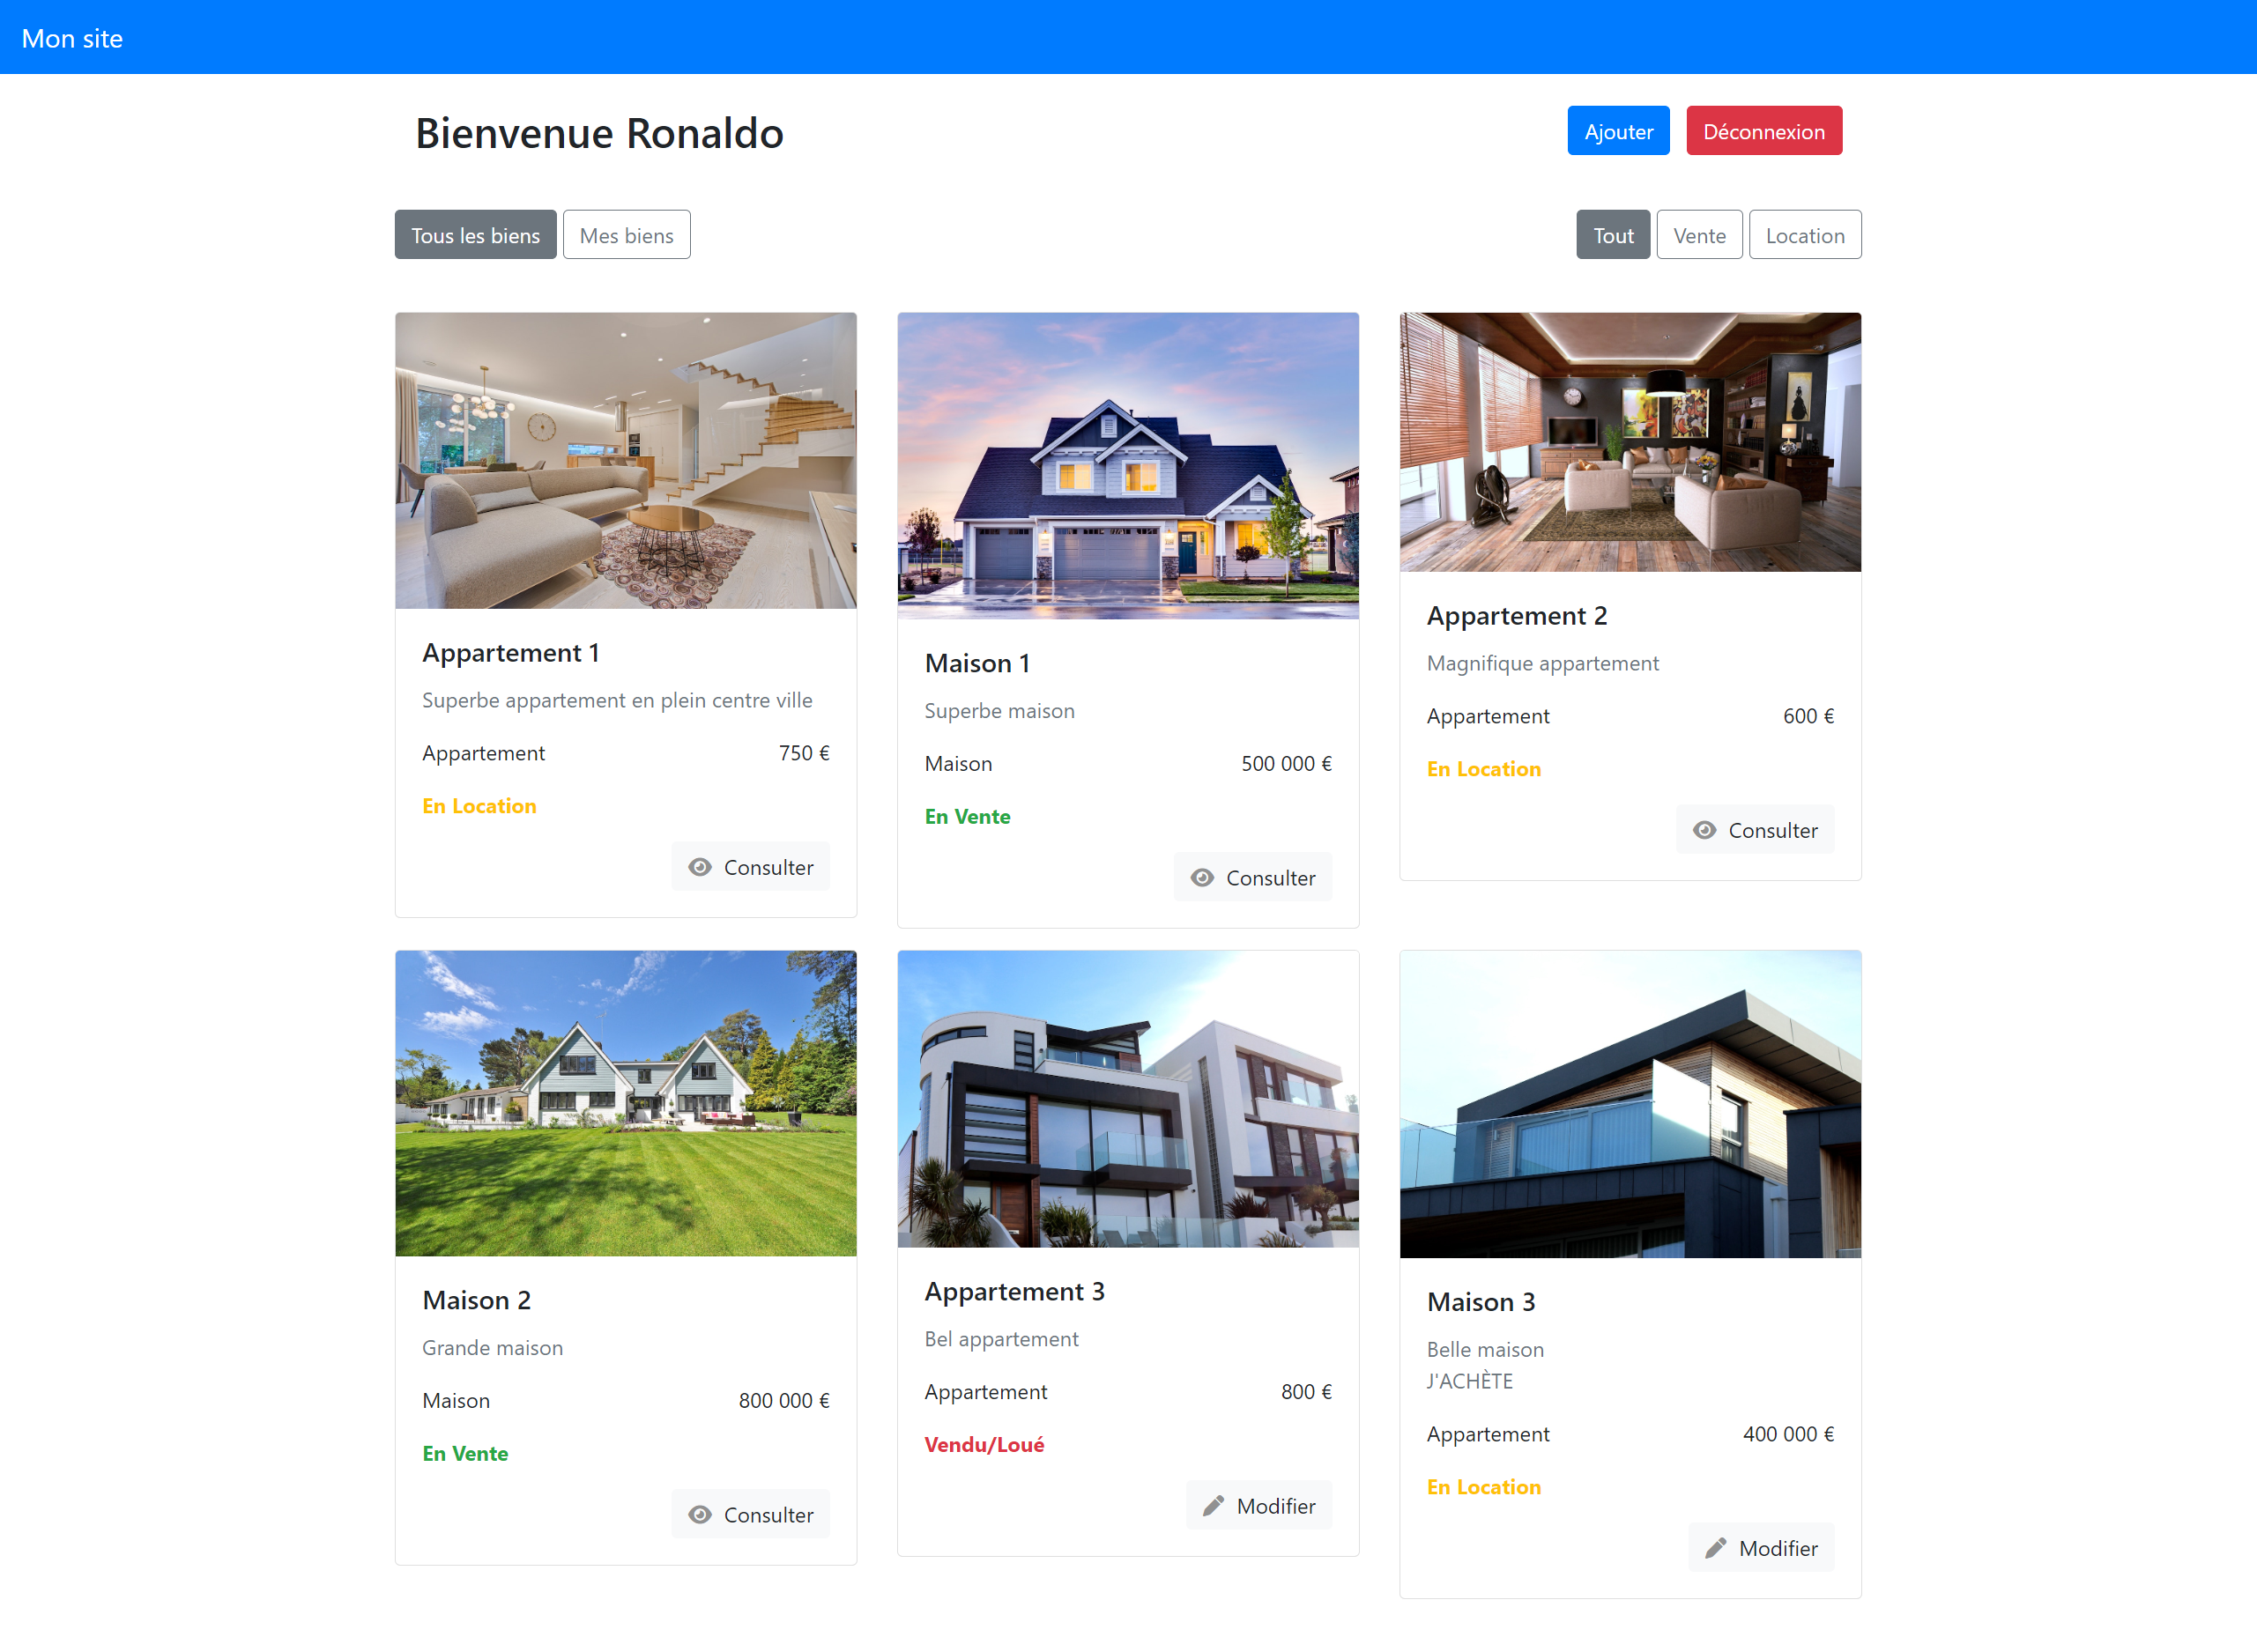 Mon site
Bienvenue Ronaldo
Ajouter
Déconnexion
Tous les biens
Mes biens
Tout
Vente
Location
Appartement 1
Superbe appartement en plein centre ville
Appartement
750 €
En Location
Consulter
Maison 1
Superbe maison
Maison
500 000 €
En Vente
Consulter
Appartement 2
Magnifique appartement
Appartement
600 €
En Location
Consulter
Maison 2
Grande maison
Maison
800 000 €
En Vente
Consulter
Appartement 3
Bel appartement
Appartement
800 €
Vendu/Loué
Modifier
Maison 3
Belle maison
J'ACHÈTE
Appartement
400 000 €
En Location
Modifier